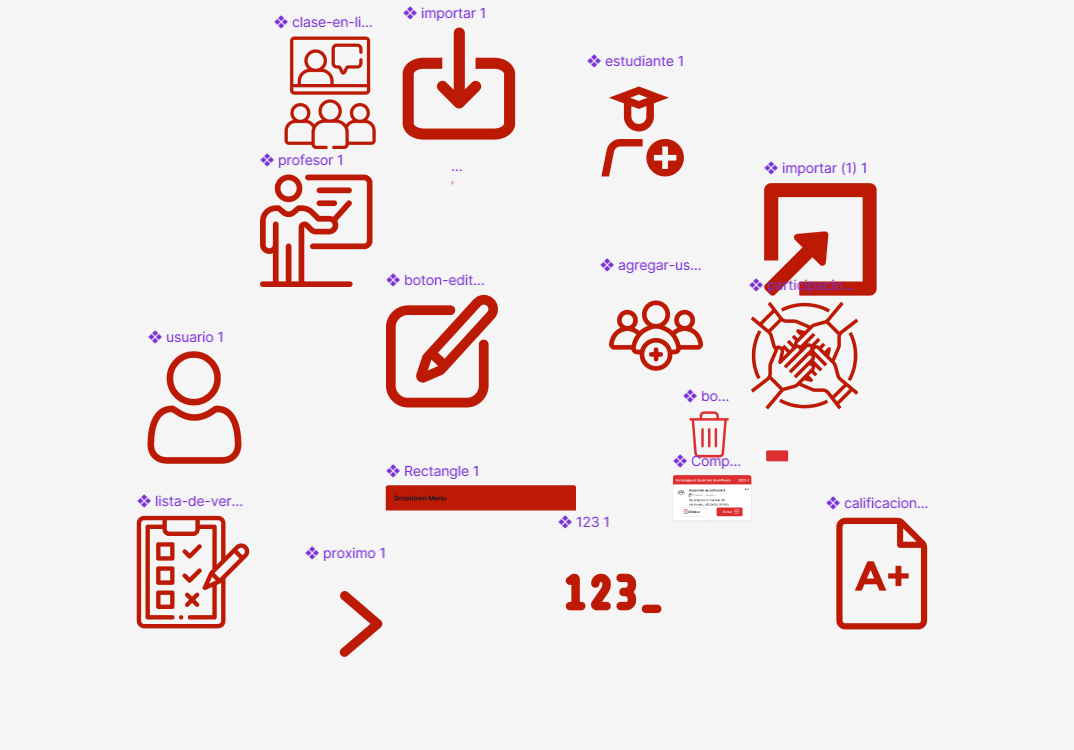 clase-en-li...
importar 1
estudiante 1
...
profesor 1
importar (1) 1
agregar-us...
boton-edit...
participacio...
usuario 1
bo...
Comp...
Rectangle 1
Dropdown Menu
lista-de-ver...
123 1
calificacion...
proximo 1
A+
123_